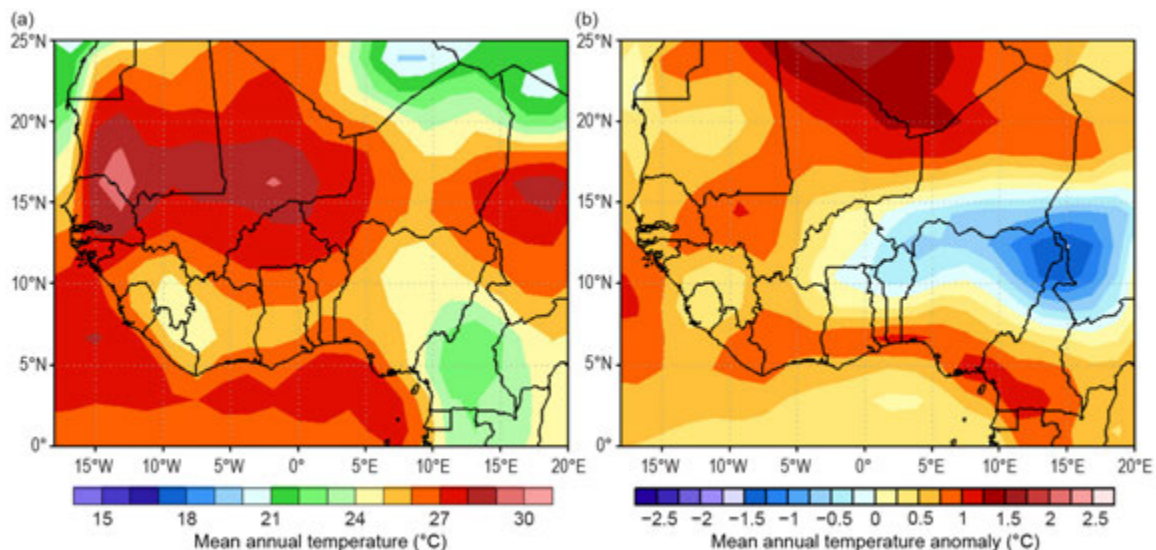 (a)
(b)
25°N
20°N
15°N
10°N
5°N
0°
15°W 10°W 5°W 0° 5°E 10°E 15°E 20°E
15 18 21 24 27 30
Mean annual temperature (°C)
25°N
20°N
15°N
10°N
5°N
0°
15°W 10°W 5°W 0° 5°E 10°E 15°E 20°E
−2.5 −2 −1.5 −1 −0.5 0 0.5 1 1.5 2 2.5
Mean annual temperature anomaly (°C)